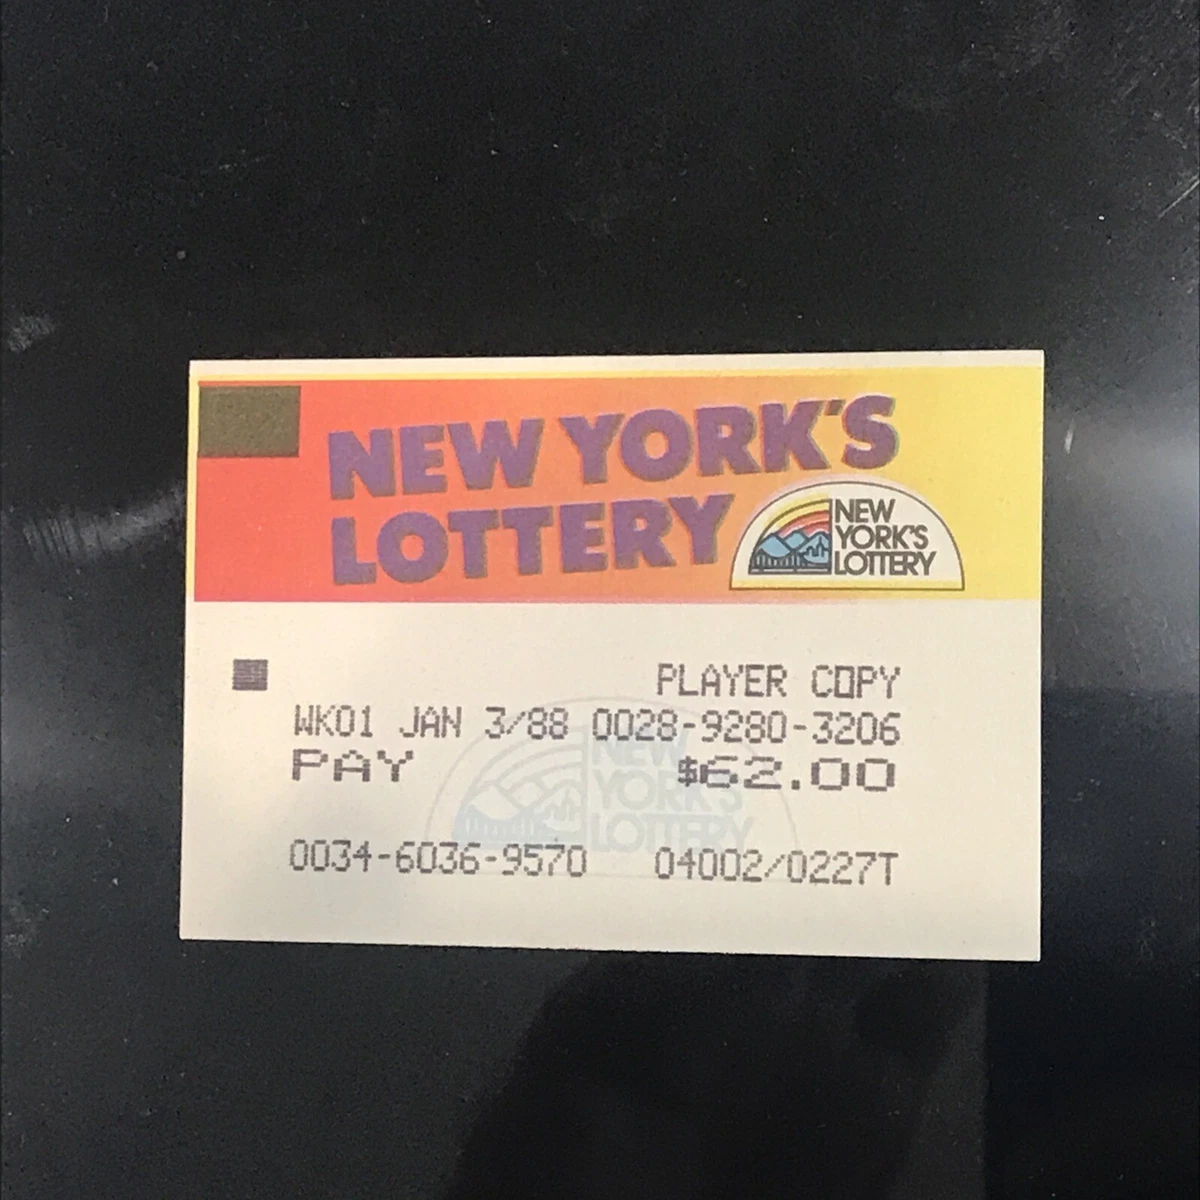 NEW YORK'S
LOTTERY
NEW
YORK'S
LOTTERY
PLAYER COPY
WK01 JAN 3/88 0028-9280-3206
PAY $62.00
NEW
YORK'S
LOTTERY
0034-6036-9570 04002/0227T